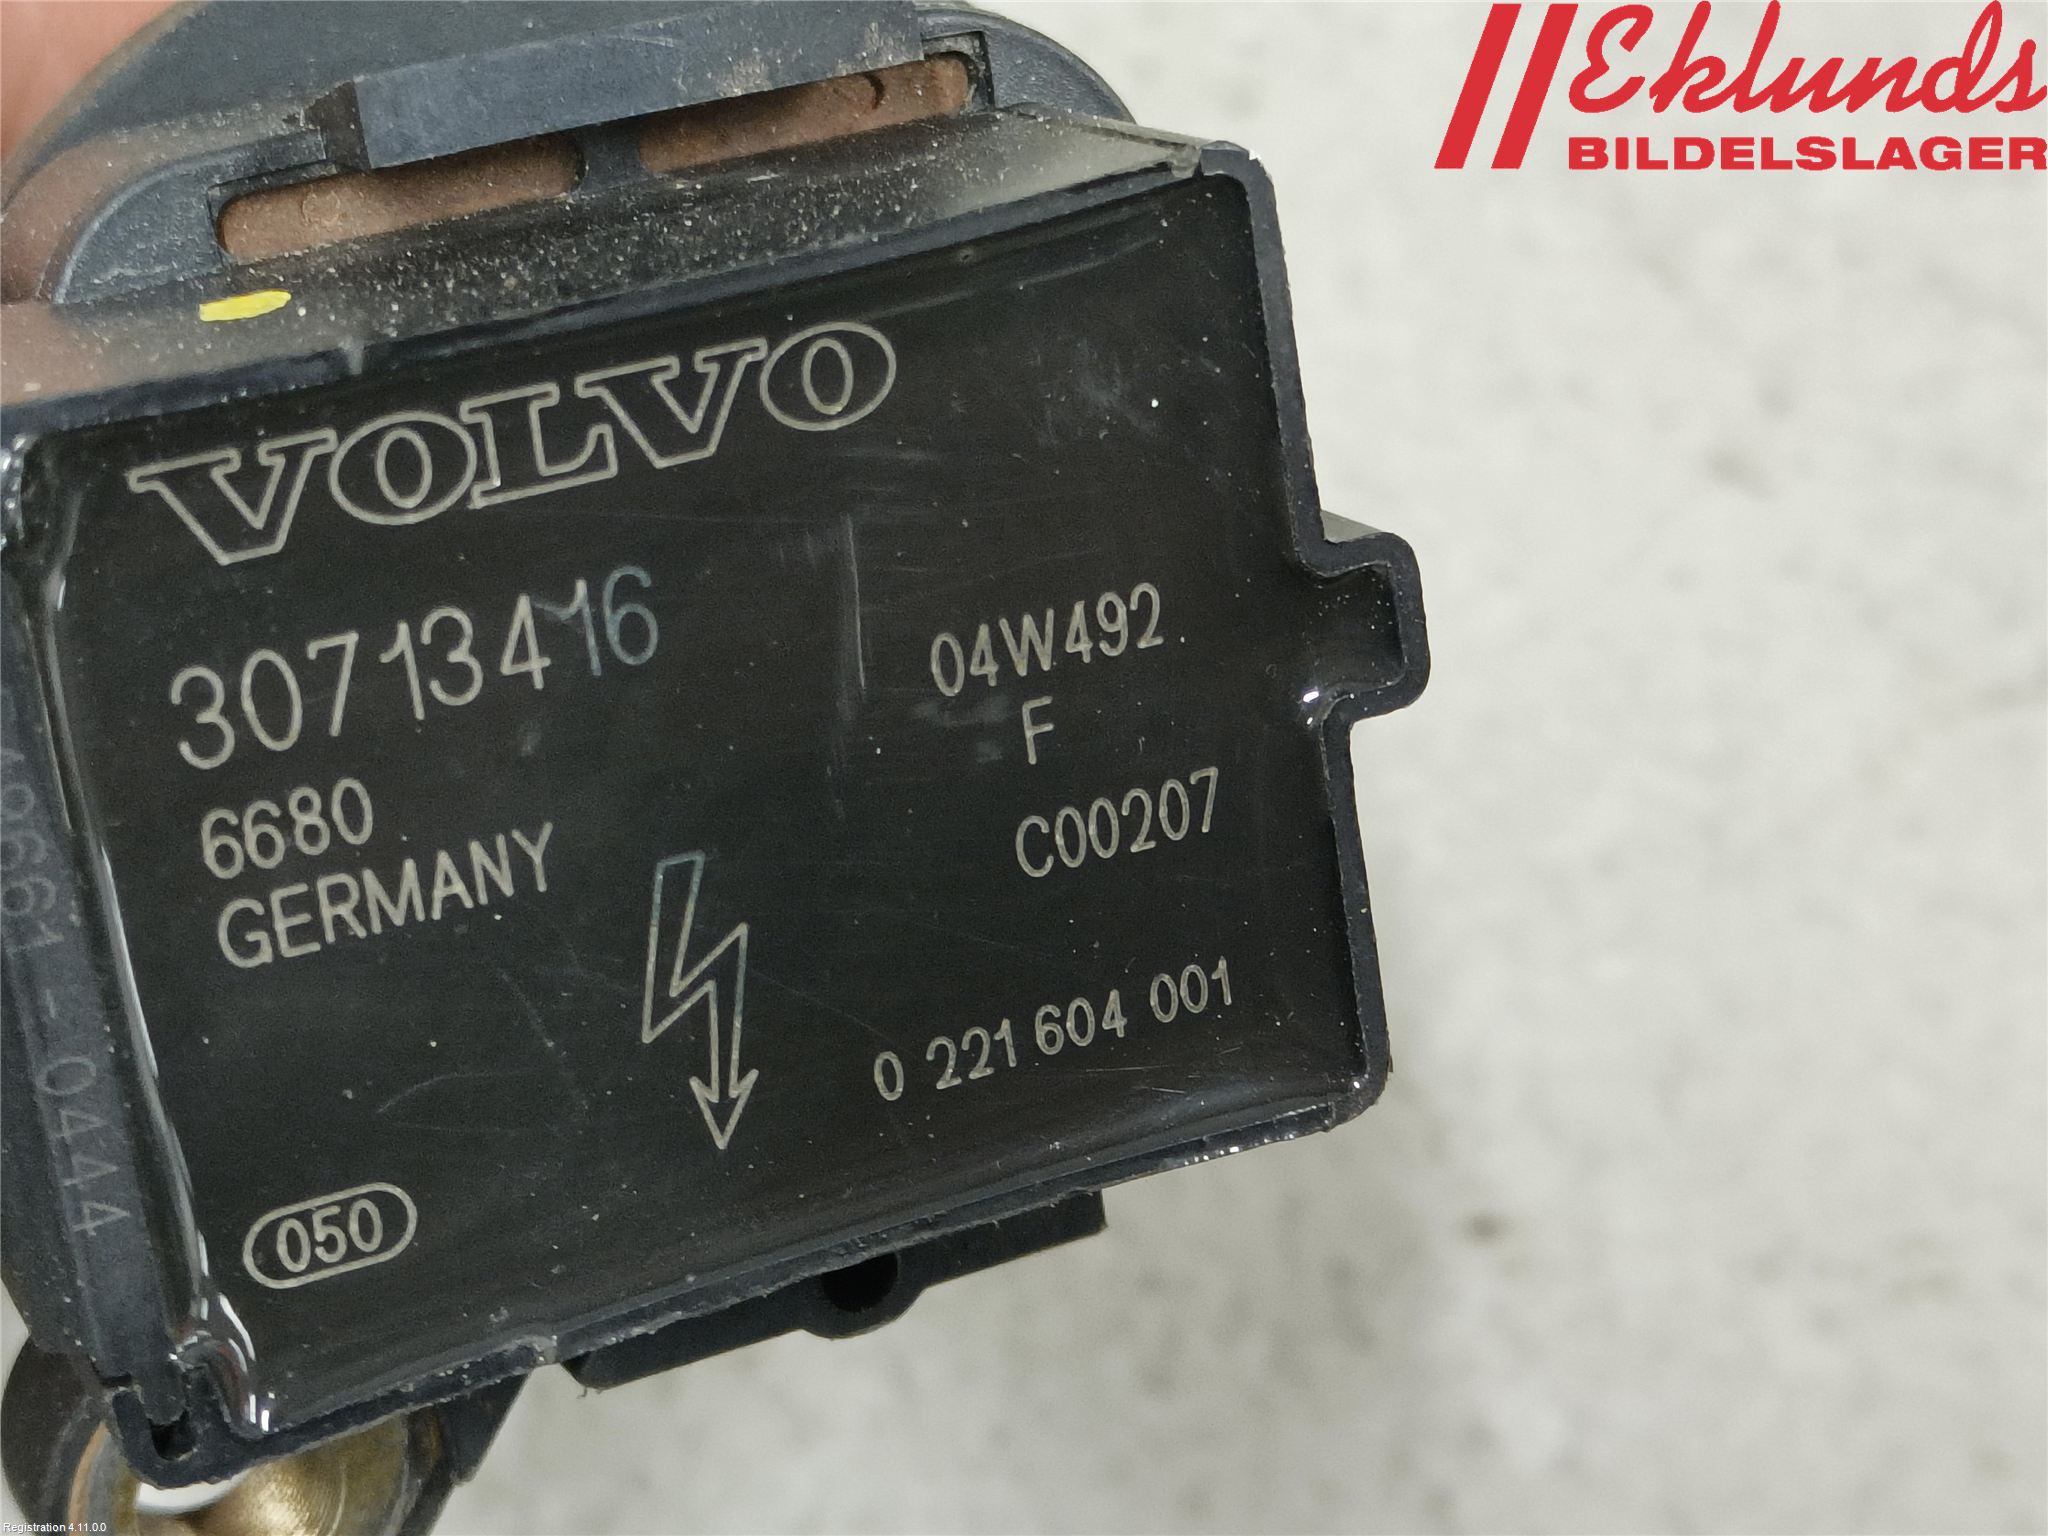 Eklunds
BILDELSLAGER
VOLVO
30713416
6680
GERMANY
04W492
F
C00207
0 221 604 001
050
Registration 4.11.0.0